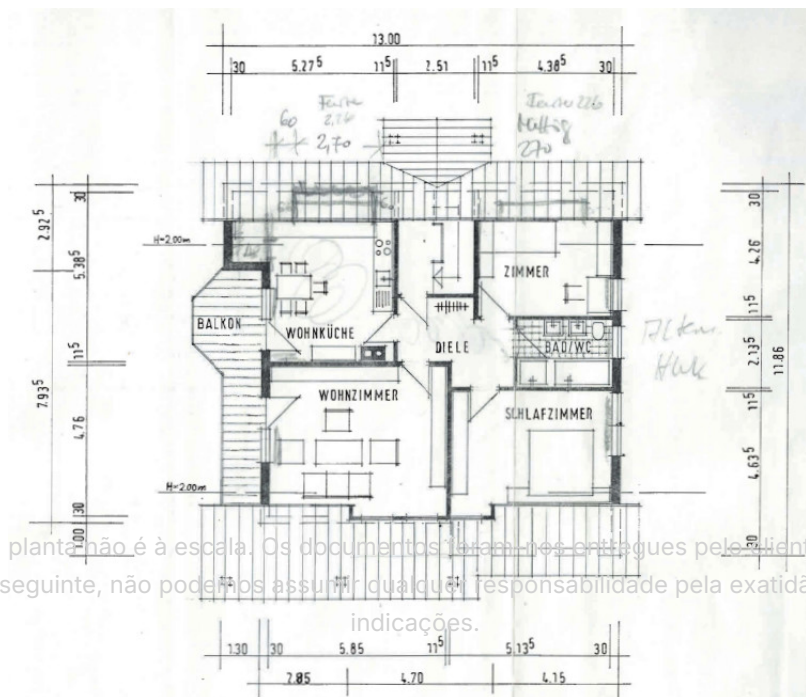 13.00
30 5.27⁵ 11⁵ 2.51 11⁵ 4.38⁵ 30
60 2,70
270
2.92⁵
7.93⁵
30
5.38⁵
11⁵
4.76
30
1.00
H=2.00m
ZIMMER
BALKON
WOHNKÜCHE
DIELE
BAD/WC
WOHNZIMMER
SCHLAFZIMMER
H=2.00m
30
4.26
11⁵
2.13⁵
11⁵
4.63⁵
30
11.86
planta não é à escala. Os documentos foram-nos entregues pelo client
seguinte, não podemos assumir qualquer responsabilidade pela exatidã
indicações.
1.30 30 5.85 11⁵ 5.13⁵ 30
2.85 4.70 4.15